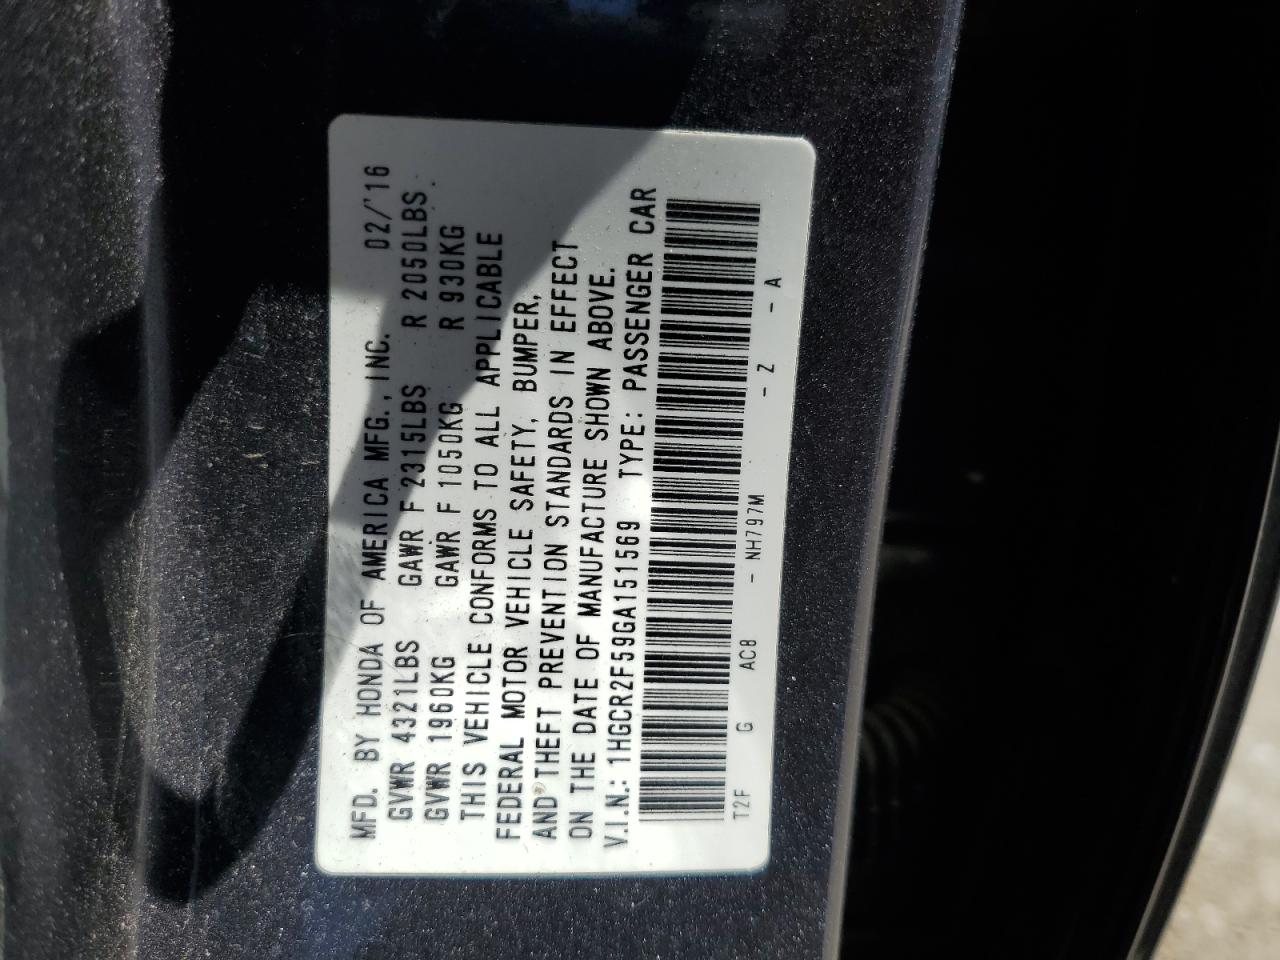 MFD. BY HONDA OF AMERICA MFG., INC. 02/'16
GVWR 4321LBS GAWR F 2315LBS R 2050LBS
GVWR 1960KG GAWR F 1050KG R 930KG
THIS VEHICLE CONFORMS TO ALL APPLICABLE
FEDERAL MOTOR VEHICLE SAFETY, BUMPER,
AND THEFT PREVENTION STANDARDS IN EFFECT
ON THE DATE OF MANUFACTURE SHOWN ABOVE.
V.I.N.: 1HGCR2F59GA151569 TYPE: PASSENGER CAR
T2F G AC8 - NH797M - Z - A